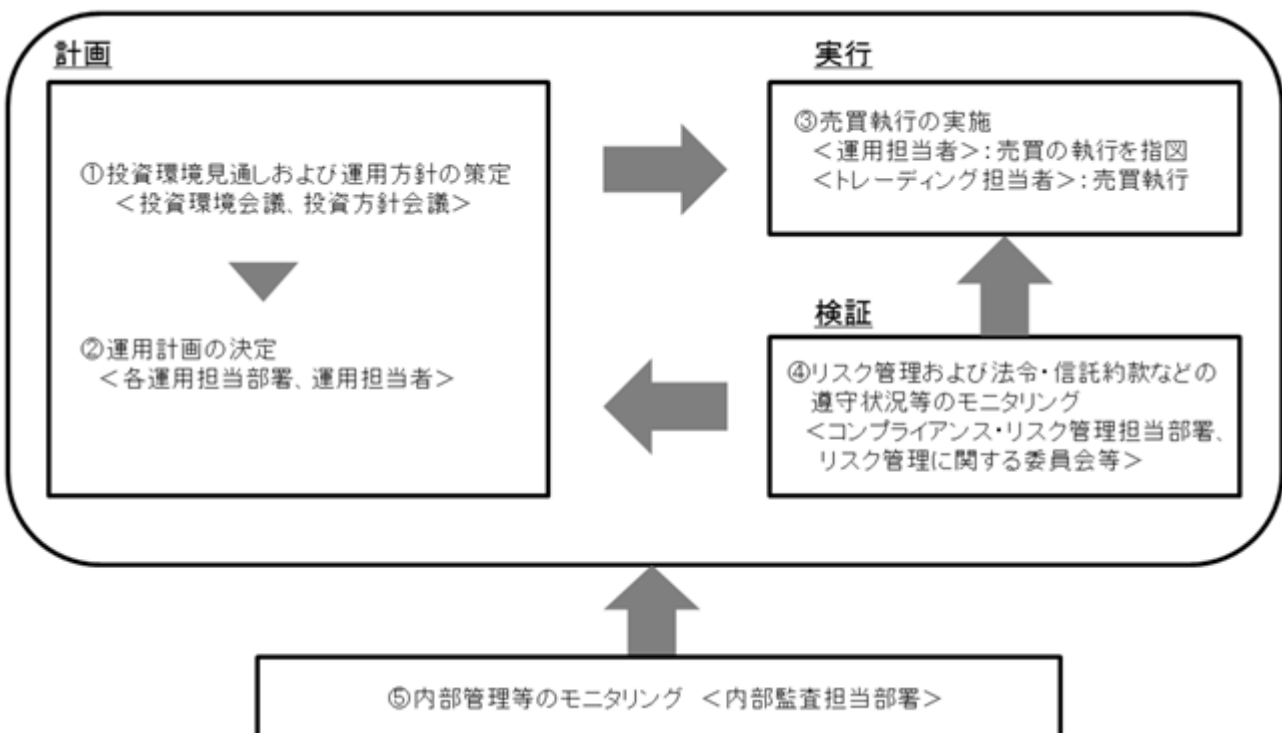 計画
①投資環境見通しおよび運用方針の策定
＜投資環境会議、投資方針会議＞
②運用計画の決定
＜各運用担当部署、運用担当者＞
実行
③売買執行の実施
＜運用担当者＞：売買の執行を指図
＜トレーディング担当者＞：売買執行
検証
④リスク管理および法令・信託約款などの
遵守状況等のモニタリング
＜コンプライアンス・リスク管理担当部署、
リスク管理に関する委員会等＞
⑤内部管理等のモニタリング ＜内部監査担当部署＞